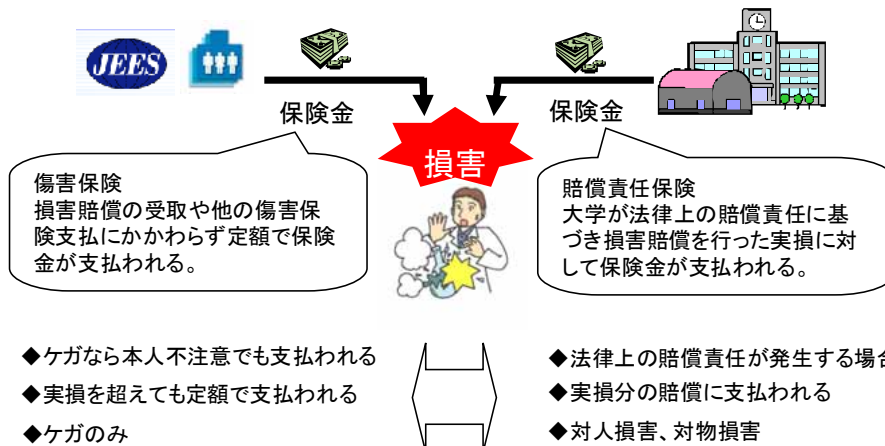 JEES
保険金
保険金
損害
傷害保険
損害賠償の受取や他の傷害保
険支払にかかわらず定額で保険
金が支払われる。
賠償責任保険
大学が法律上の賠償責任に基
づき損害賠償を行った実損に対
して保険金が支払われる。
◆ケガなら本人不注意でも支払われる
◆実損を超えても定額で支払われる
◆ケガのみ
◆法律上の賠償責任が発生する場合
◆実損分の賠償に支払われる
◆対人損害、対物損害